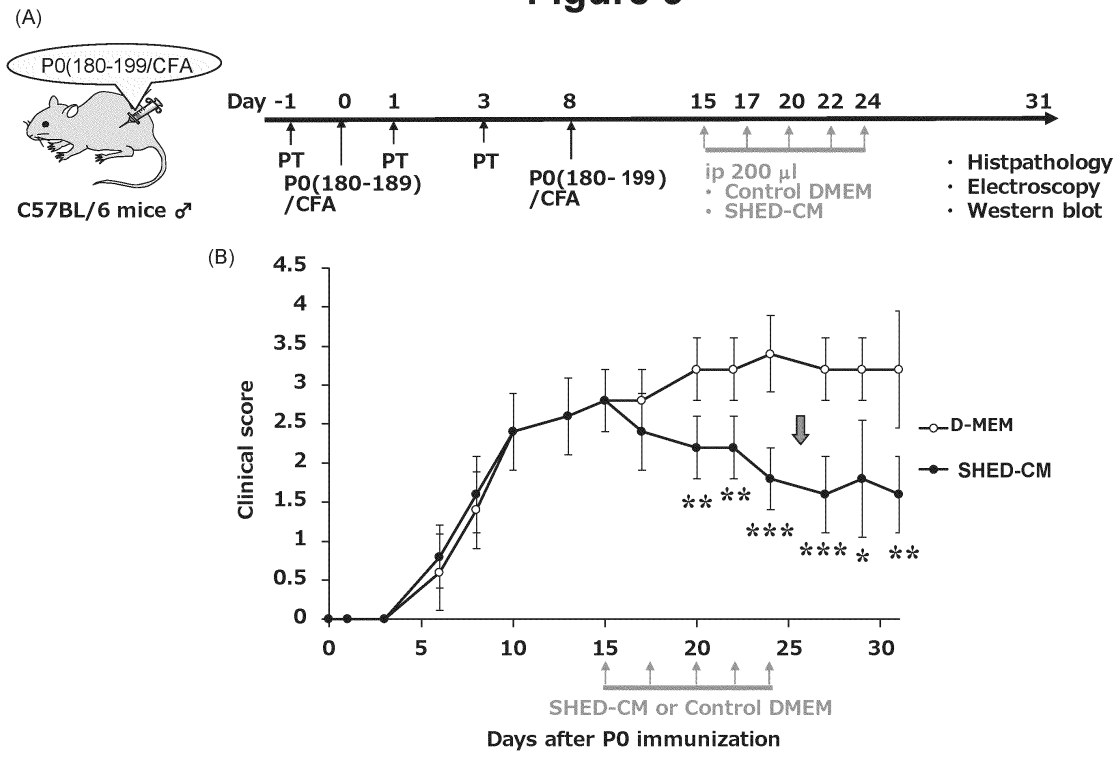 (A)
P0(180-199/CFA
C57BL/6 mice ♂
Day -1 0 1 3 8 15 17 20 22 24 31
PT PT PT
P0(180-189)
/CFA
P0(180- 199)
/CFA
ip 200 μl
・ Control DMEM
・ SHED-CM
・ Histpathology
・ Electroscopy
・ Western blot
(B)
Clinical score
4.5
4
3.5
3
2.5
2
1.5
1
0.5
0
** ** *** *** * **
D-MEM
SHED-CM
0 5 10 15 20 25 30
SHED-CM or Control DMEM
Days after P0 immunization